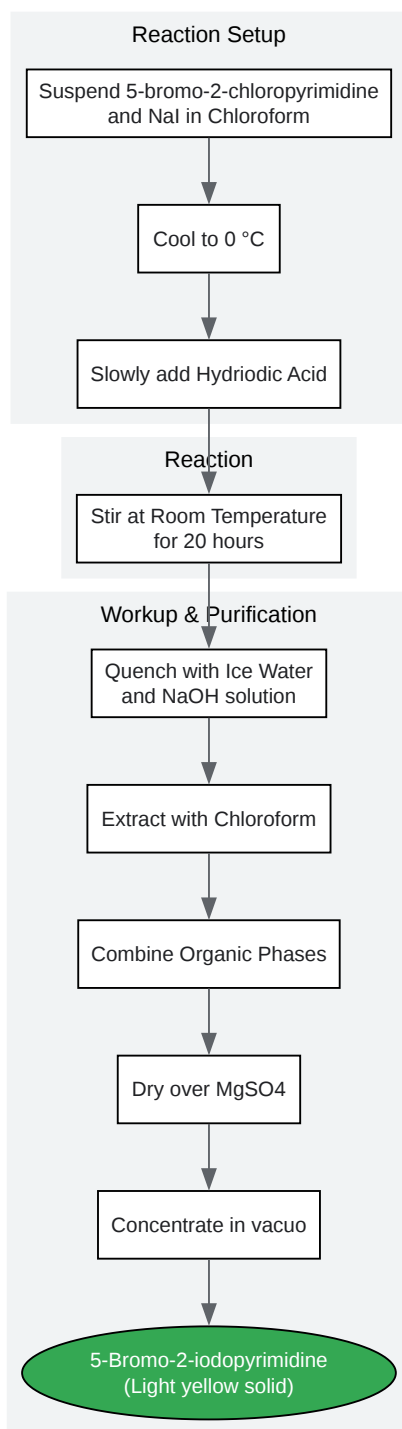 Reaction Setup
Suspend 5-bromo-2-chloropyrimidine
and NaI in Chloroform
Cool to 0 °C
Slowly add Hydriodic Acid
Reaction
Stir at Room Temperature
for 20 hours
Workup & Purification
Quench with Ice Water
and NaOH solution
Extract with Chloroform
Combine Organic Phases
Dry over MgSO4
Concentrate in vacuo
5-Bromo-2-iodopyrimidine
(Light yellow solid)